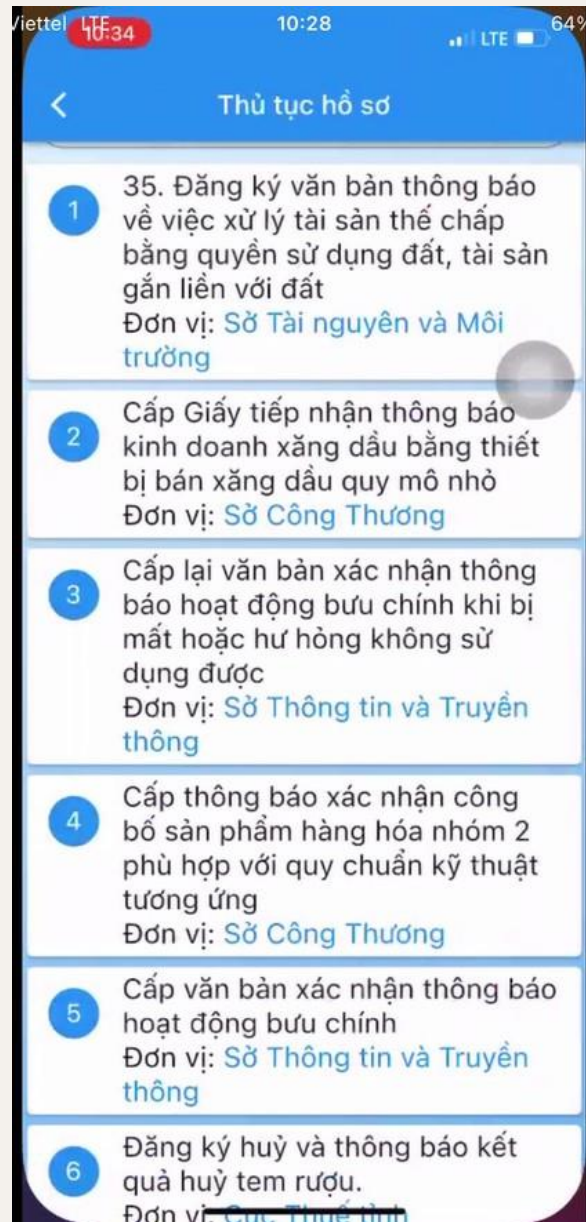 Viettel LTE 10:28 64%
10:34 LTE
Thủ tục hồ sơ
1
35. Đăng ký văn bản thông báo
về việc xử lý tài sản thế chấp
bằng quyền sử dụng đất, tài sản
gắn liền với đất
Đơn vị: Sở Tài nguyên và Môi
trường
2
Cấp Giấy tiếp nhận thông báo
kinh doanh xăng dầu bằng thiết
bị bán xăng dầu quy mô nhỏ
Đơn vị: Sở Công Thương
3
Cấp lại văn bản xác nhận thông
báo hoạt động bưu chính khi bị
mất hoặc hư hỏng không sử
dụng được
Đơn vị: Sở Thông tin và Truyền
thông
4
Cấp thông báo xác nhận công
bố sản phẩm hàng hóa nhóm 2
phù hợp với quy chuẩn kỹ thuật
tương ứng
Đơn vị: Sở Công Thương
5
Cấp văn bản xác nhận thông báo
hoạt động bưu chính
Đơn vị: Sở Thông tin và Truyền
thông
6
Đăng ký huỷ và thông báo kết
quả huỷ tem rượu.
Đơn vị: Cục Thuế tỉnh